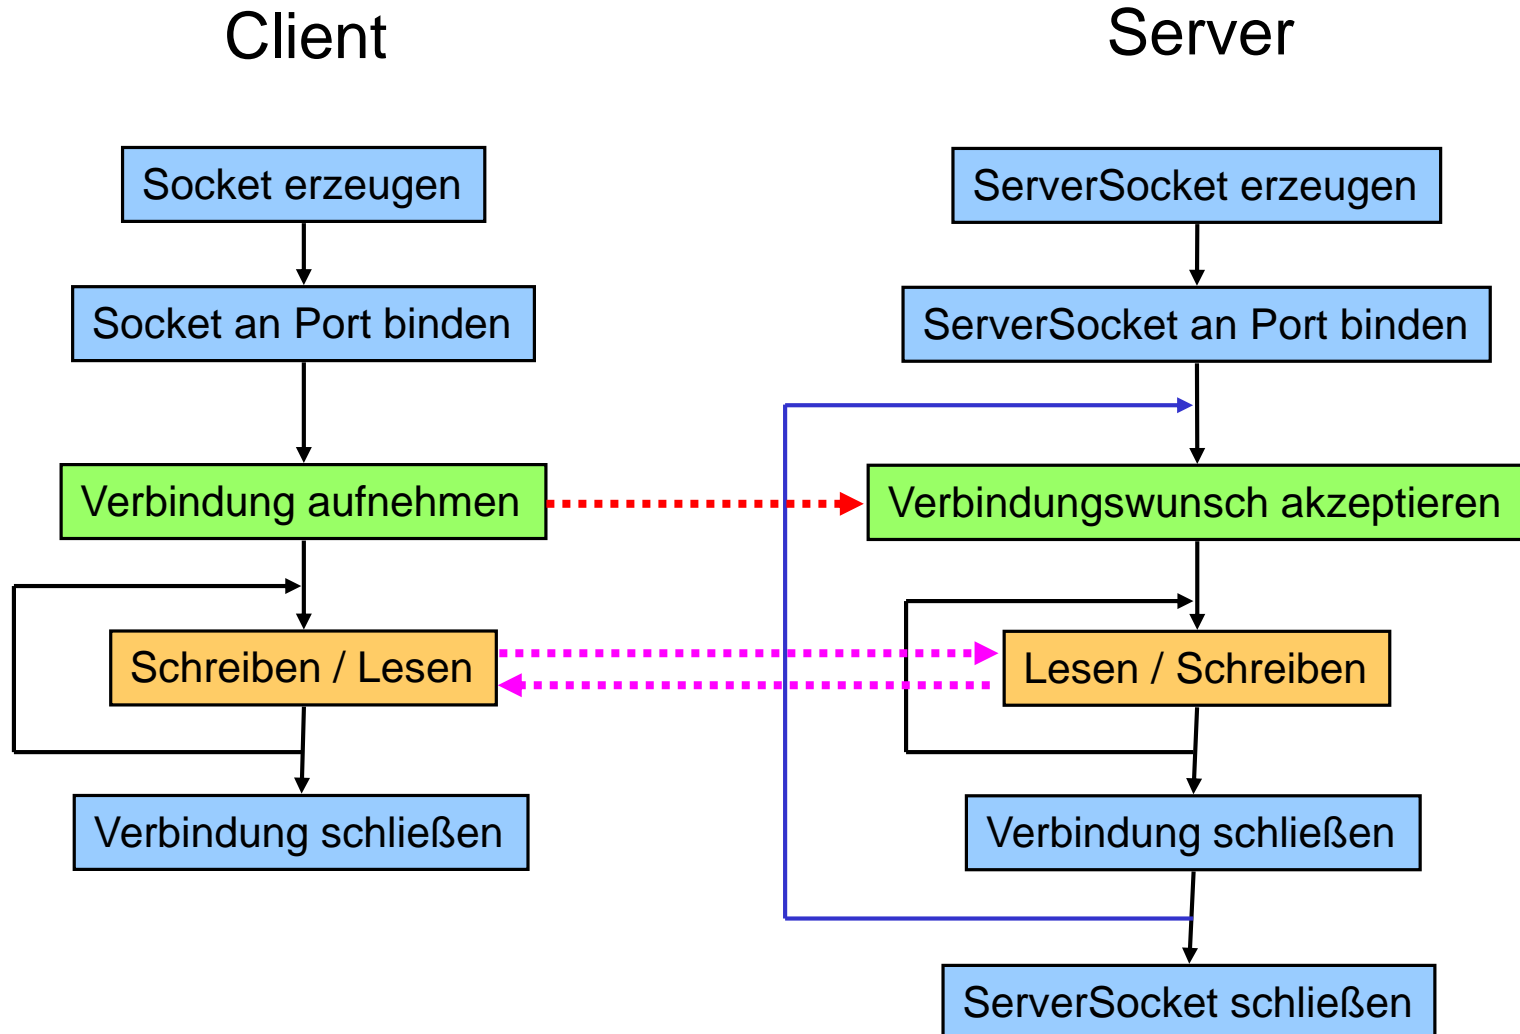 Client
Server
Socket erzeugen
ServerSocket erzeugen
Socket an Port binden
ServerSocket an Port binden
Verbindung aufnehmen
Verbindungswunsch akzeptieren
Schreiben / Lesen
Lesen / Schreiben
Verbindung schließen
Verbindung schließen
ServerSocket schließen